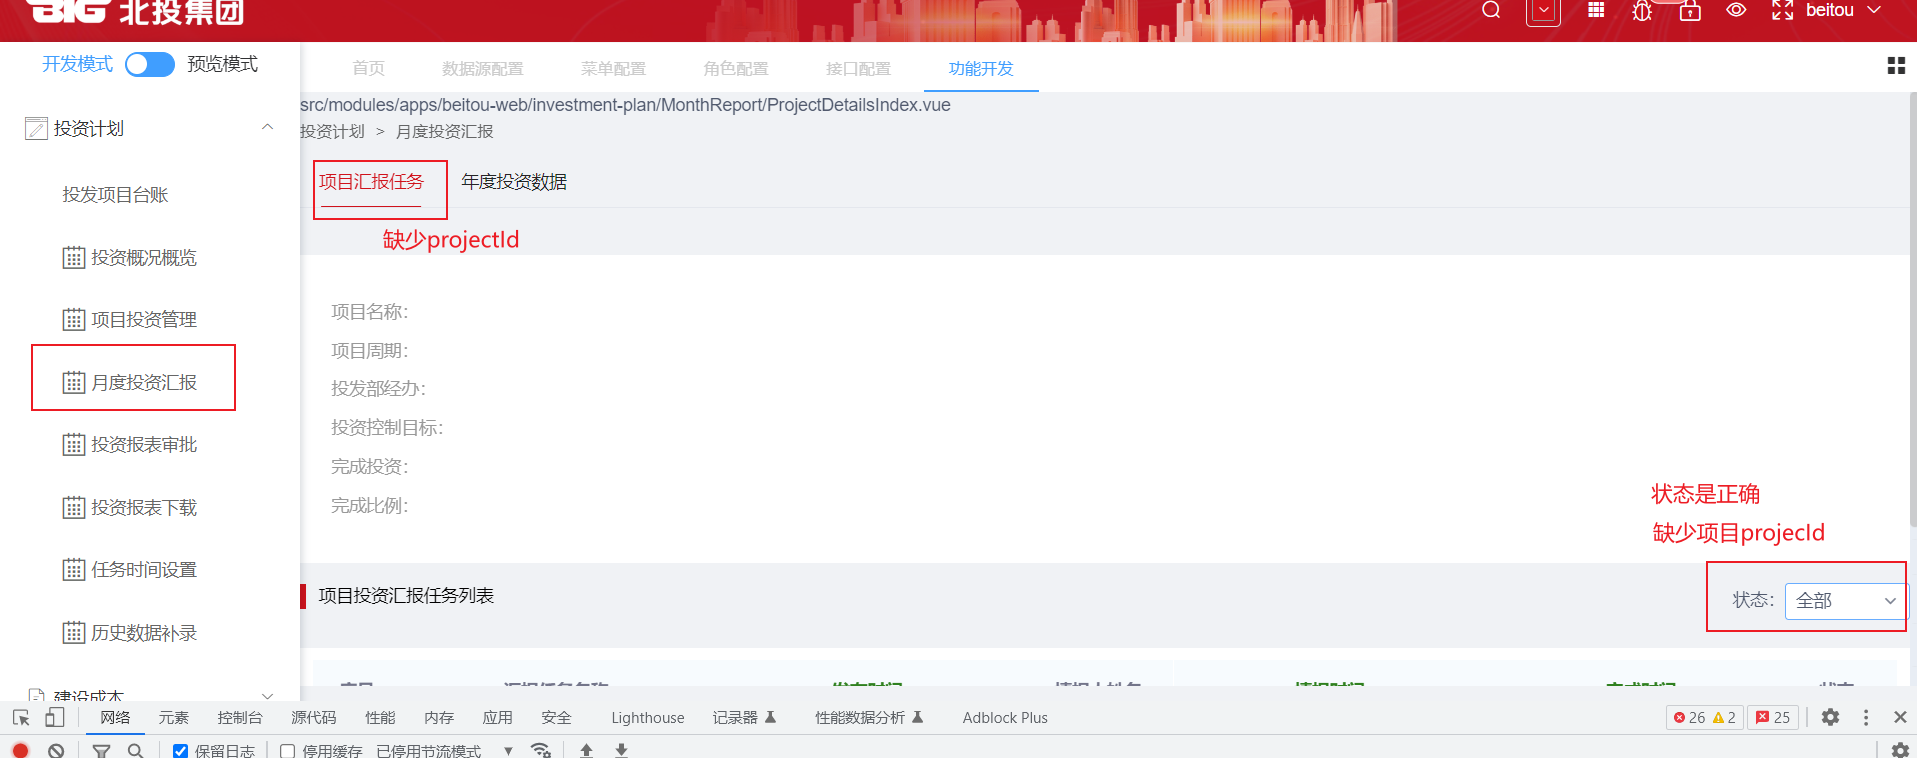 BIG 北投集团
beitou
开发模式 预览模式
首页 数据源配置 菜单配置 角色配置 接口配置 功能开发
src/modules/apps/beitou-web/investment-plan/MonthReport/ProjectDetailsIndex.vue
投资计划 > 月度投资汇报
投资计划
投发项目台账
投资概况概览
项目投资管理
月度投资汇报
投资报表审批
投资报表下载
任务时间设置
历史数据补录
建设成本
项目汇报任务 年度投资数据
缺少projectId
项目名称：
项目周期：
投发部经办：
投资控制目标：
完成投资：
完成比例：
状态是正确
缺少项目projecId
项目投资汇报任务列表
状态： 全部
网络 元素 控制台 源代码 性能 内存 应用 安全 Lighthouse 记录器 性能数据分析 Adblock Plus
26 2 25
保留日志 停用缓存 已停用节流模式